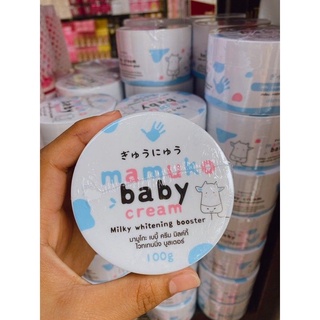 ぎゅうにゅう
mamuko
baby
cream
Milky whitening booster
มามุโกะ เบบี้ ครีม มิลค์กี้
ไวทเทนนิ่ง บูสเตอร์
100g